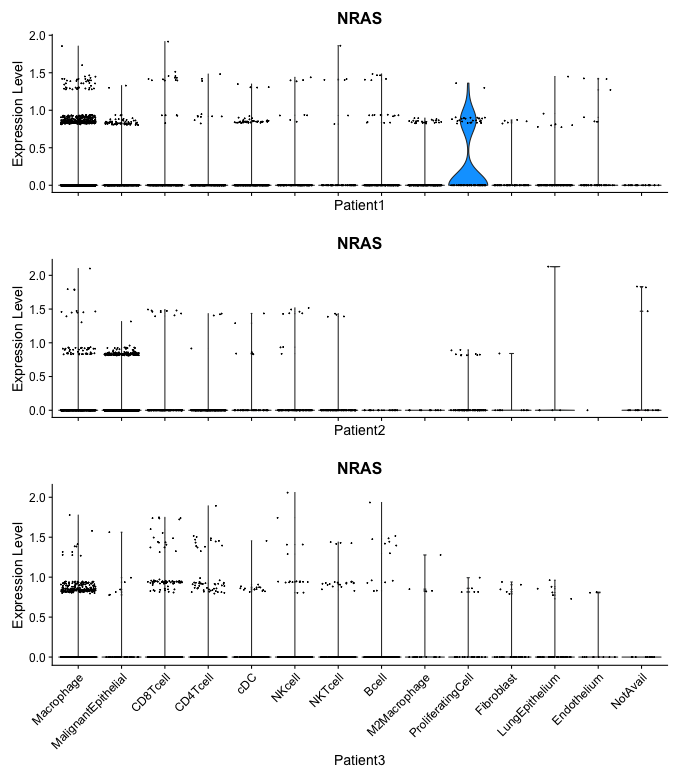 NRAS
Expression Level
2.0
1.5
1.0
0.5
0.0
Patient1
NRAS
Expression Level
2.0
1.5
1.0
0.5
0.0
Patient2
NRAS
Expression Level
2.0
1.5
1.0
0.5
0.0
Macrophage
MalignantEpithelial
CD8Tcell
CD4Tcell
cDC
NKcell
NKTcell
Bcell
M2Macrophage
ProliferatingCell
Fibroblast
LungEpithelium
Endothelium
NotAvail
Patient3